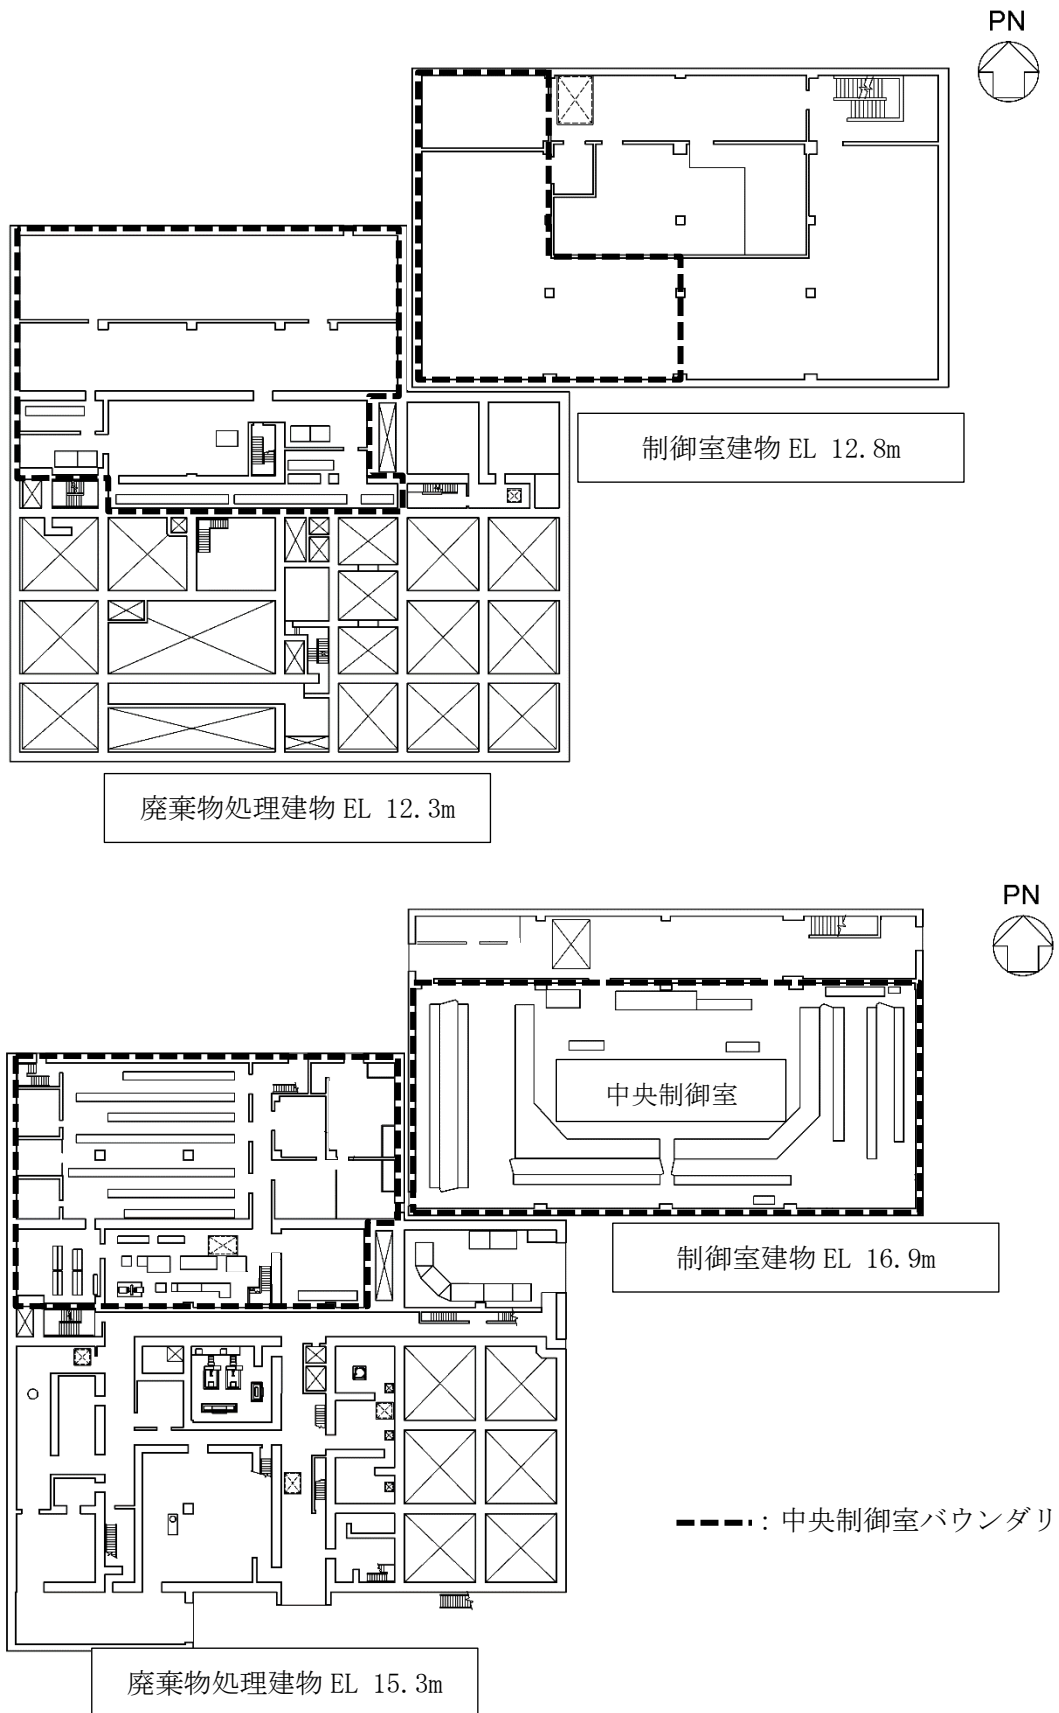 PN
制御室建物 EL 12.8m
廃棄物処理建物 EL 12.3m
PN
中央制御室
制御室建物 EL 16.9m
：中央制御室バウンダリ
廃棄物処理建物 EL 15.3m